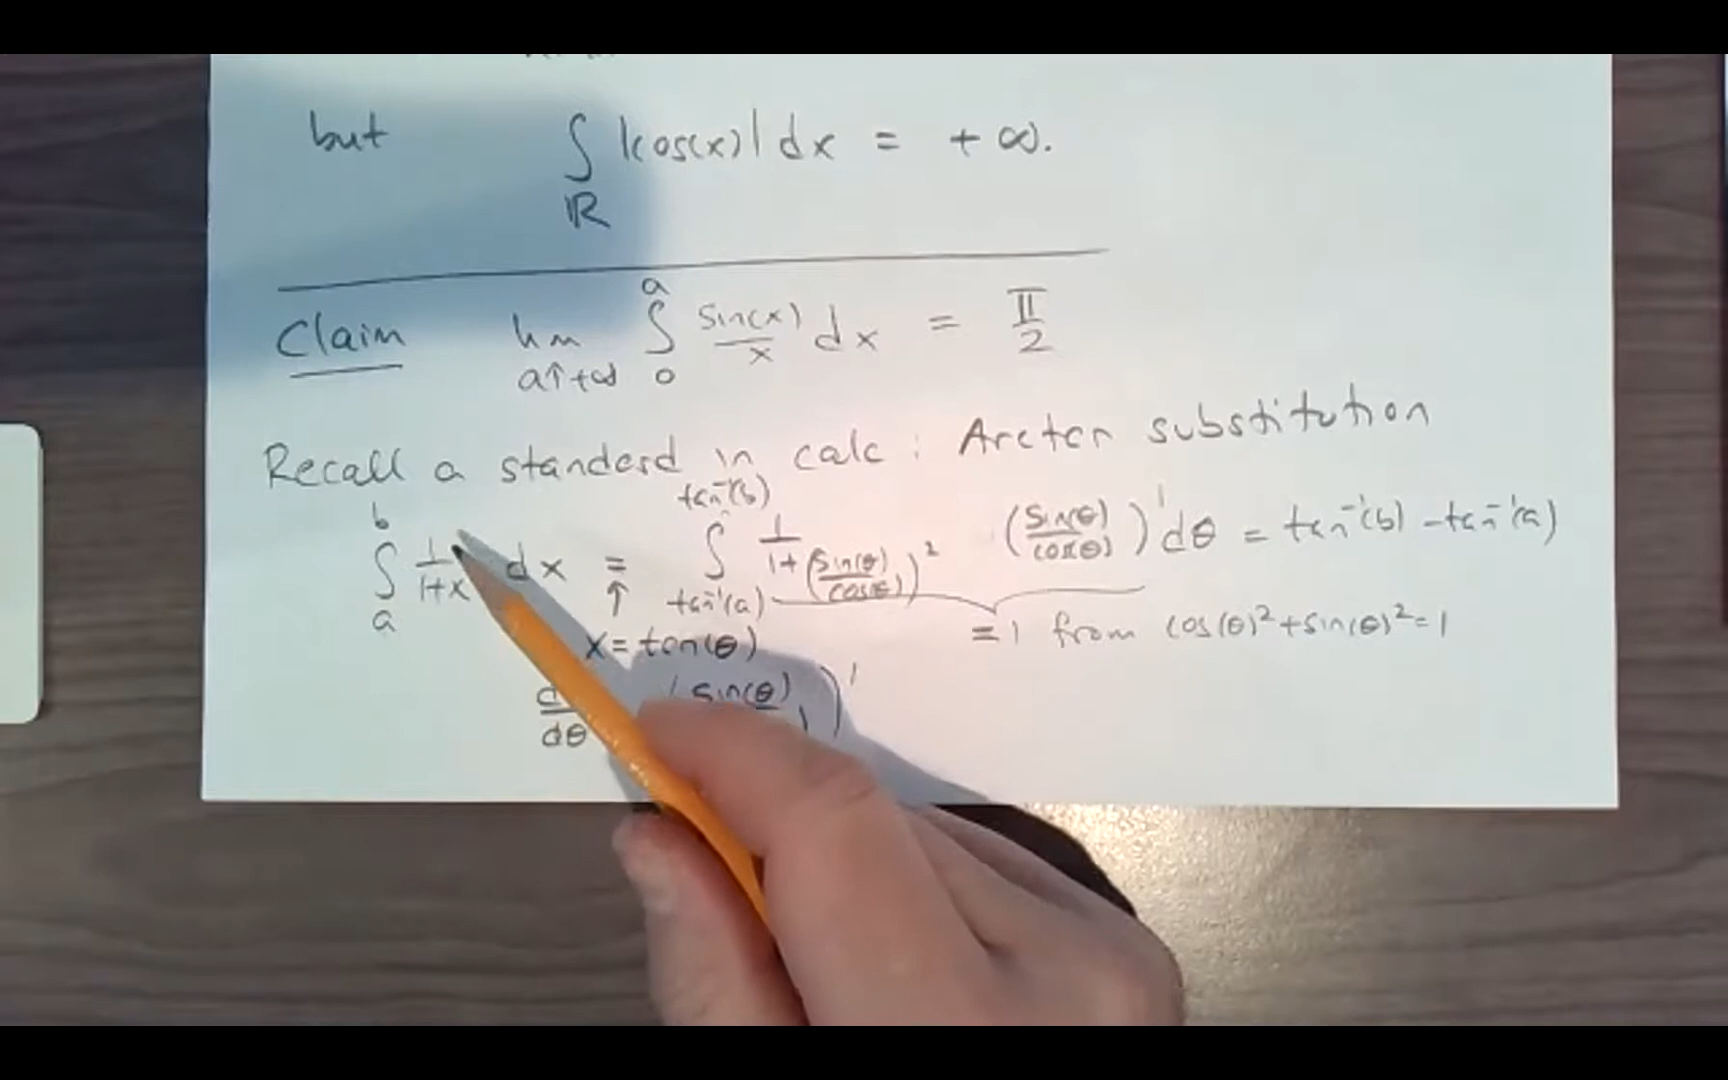 but ∫_ℝ |cos(x)| dx = +∞.
Claim lim_{a↑+∞} ∫_0^a sin(x)/x dx = π/2
Recall a standard in calc : Arctan substitution
∫_a^b 1/(1+x dx = ∫_{tan⁻¹(a)}^{tan⁻¹(b)} 1/(1+(sin(θ)/cos(θ))²) (sin(θ)/cos(θ))' dθ = tan⁻¹(b) - tan⁻¹(a)
↑
x = tan(θ)
= 1 from cos(θ)²+sin(θ)²=1
d/dθ (sin(θ) )'